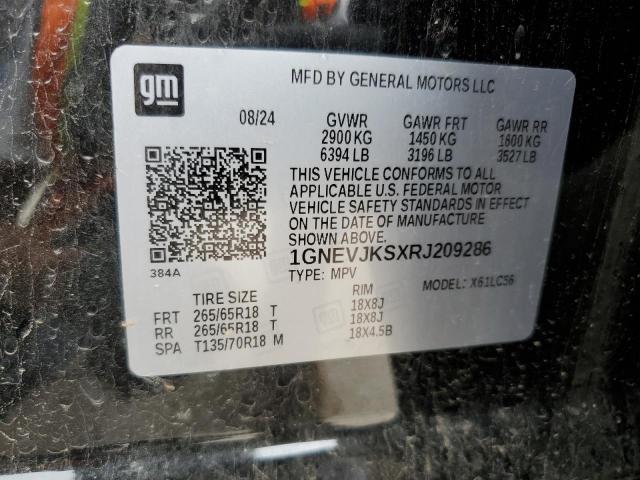 gm
MFD BY GENERAL MOTORS LLC
08/24 GVWR GAWR FRT GAWR RR
2900 KG 1450 KG 1600 KG
6394 LB 3196 LB 3527 LB
THIS VEHICLE CONFORMS TO ALL
APPLICABLE U.S. FEDERAL MOTOR
VEHICLE SAFETY STANDARDS IN EFFECT
ON THE DATE OF MANUFACTURE
1GNEVJKSXRJ209286
384A TYPE: MPV MODEL: X61LC56
TIRE SIZE RIM
FRT 265/65R18 T 18X8J
RR 265/65R18 T 18X8J
SPA T135/70R18 M 18X4.5B